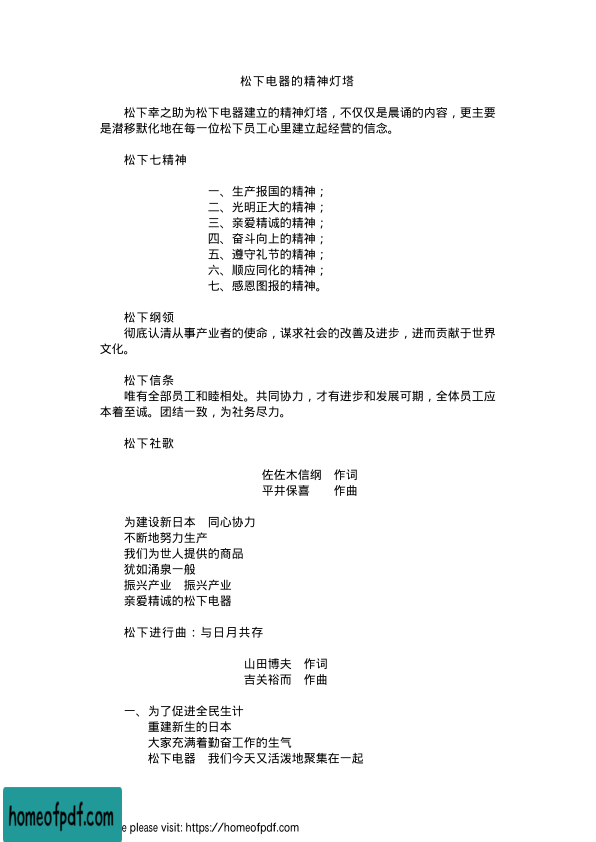 松下电器的精神灯塔
松下幸之助为松下电器建立的精神灯塔，不仅仅是晨诵的内容，更主要
是潜移默化地在每一位松下员工心里建立起经营的信念。
松下七精神
一、生产报国的精神；
二、光明正大的精神；
三、亲爱精诚的精神；
四、奋斗向上的精神；
五、遵守礼节的精神；
六、顺应同化的精神；
七、感恩图报的精神。
松下纲领
彻底认清从事产业者的使命，谋求社会的改善及进步，进而贡献于世界
文化。
松下信条
唯有全部员工和睦相处。共同协力，才有进步和发展可期，全体员工应
本着至诚。团结一致，为社务尽力。
松下社歌
佐佐木信纲　作词
平井保喜　　作曲
为建设新日本　同心协力
不断地努力生产
我们为世人提供的商品
犹如涌泉一般
振兴产业　振兴产业
亲爱精诚的松下电器
松下进行曲：与日月共存
山田博夫　作词
吉关裕而　作曲
一、为了促进全民生计
重建新生的日本
大家充满着勤奋工作的生气
松下电器　我们今天又活泼地聚集在一起
homeofpdf.com
please visit: https://homeofpdf.com